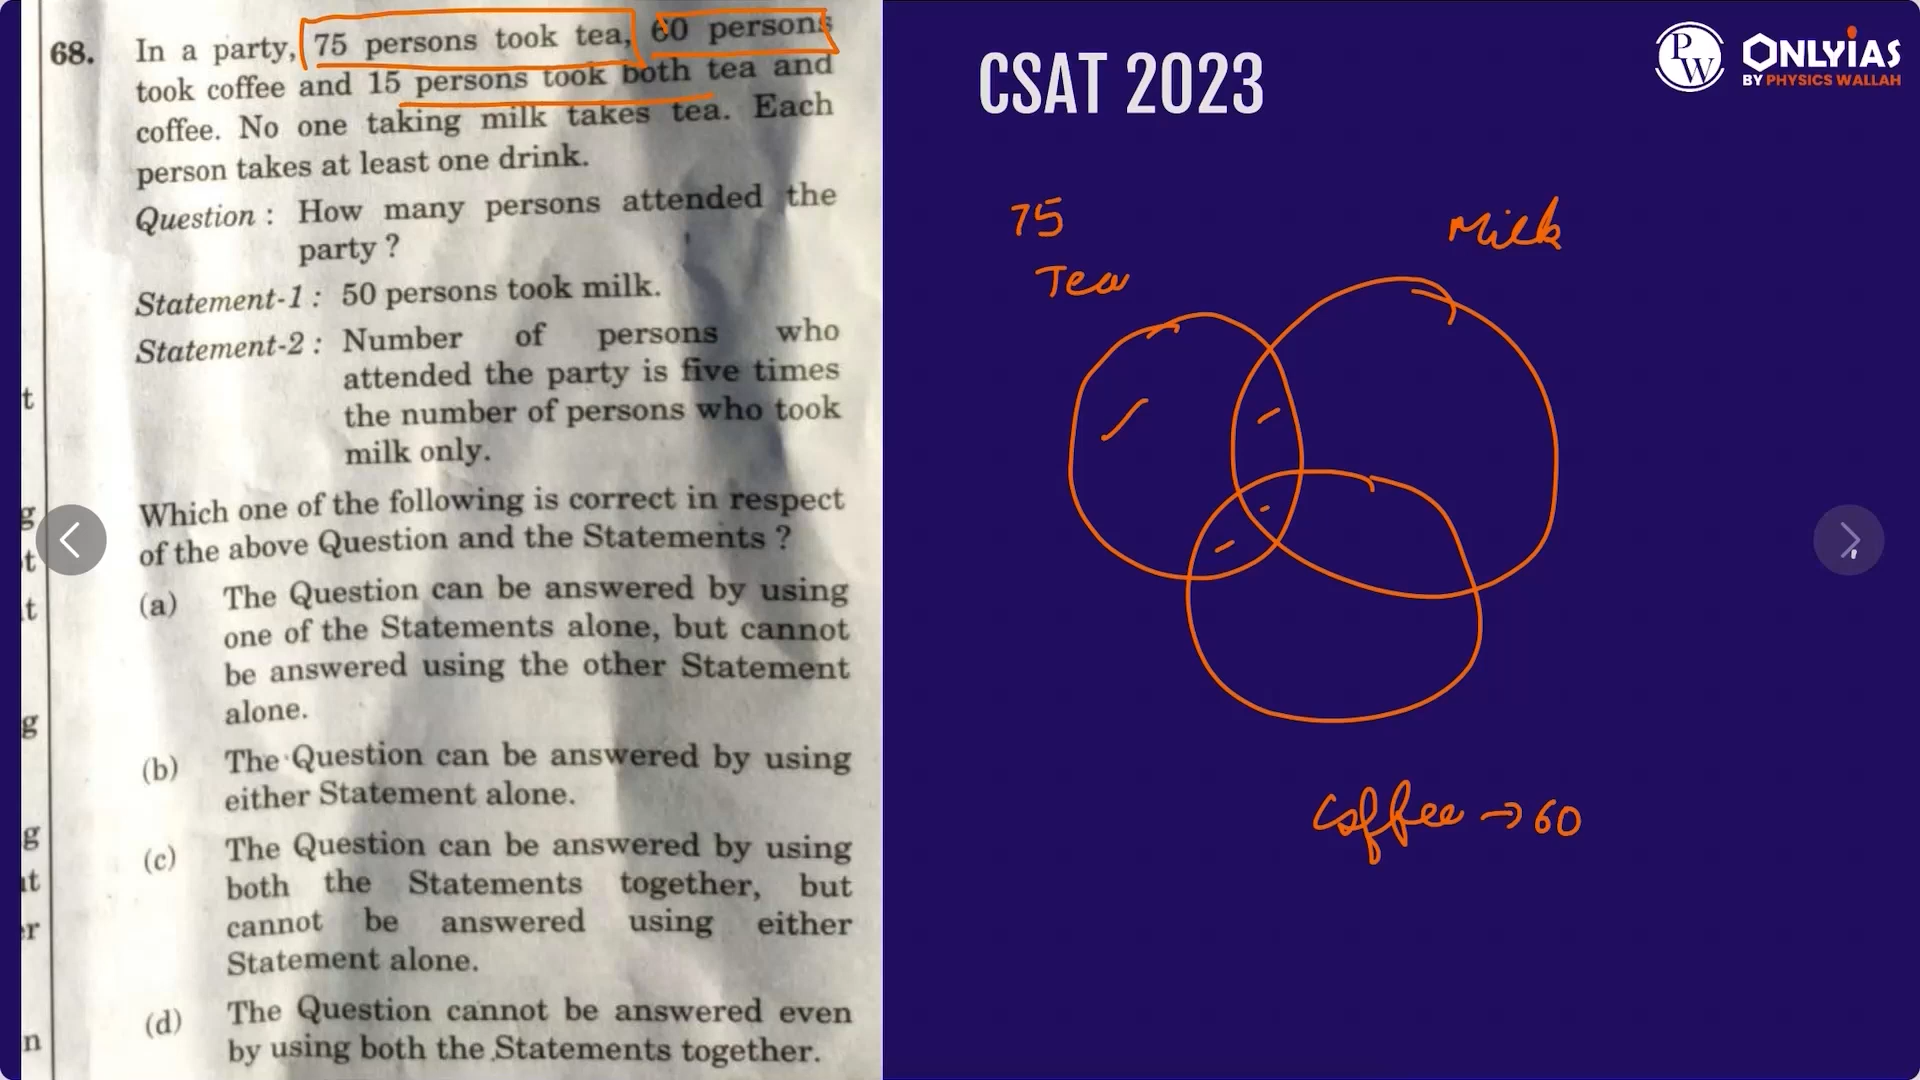 68. In a party, 75 persons took tea, 60 persons
took coffee and 15 persons took both tea and
coffee. No one taking milk takes tea. Each
person takes at least one drink.
Question : How many persons attended the
party ?
Statement-1 : 50 persons took milk.
Statement-2 : Number of persons who
attended the party is five times
the number of persons who took
milk only.
Which one of the following is correct in respect
of the above Question and the Statements ?
(a) The Question can be answered by using
one of the Statements alone, but cannot
be answered using the other Statement
alone.
(b) The Question can be answered by using
either Statement alone.
(c) The Question can be answered by using
both the Statements together, but
cannot be answered using either
Statement alone.
(d) The Question cannot be answered even
by using both the Statements together.
t
g
t
t
g
g
t
r
n
CSAT 2023
PW ONLYIAS
BY PHYSICS WALLAH
75
Tea
Milk
Coffee → 60